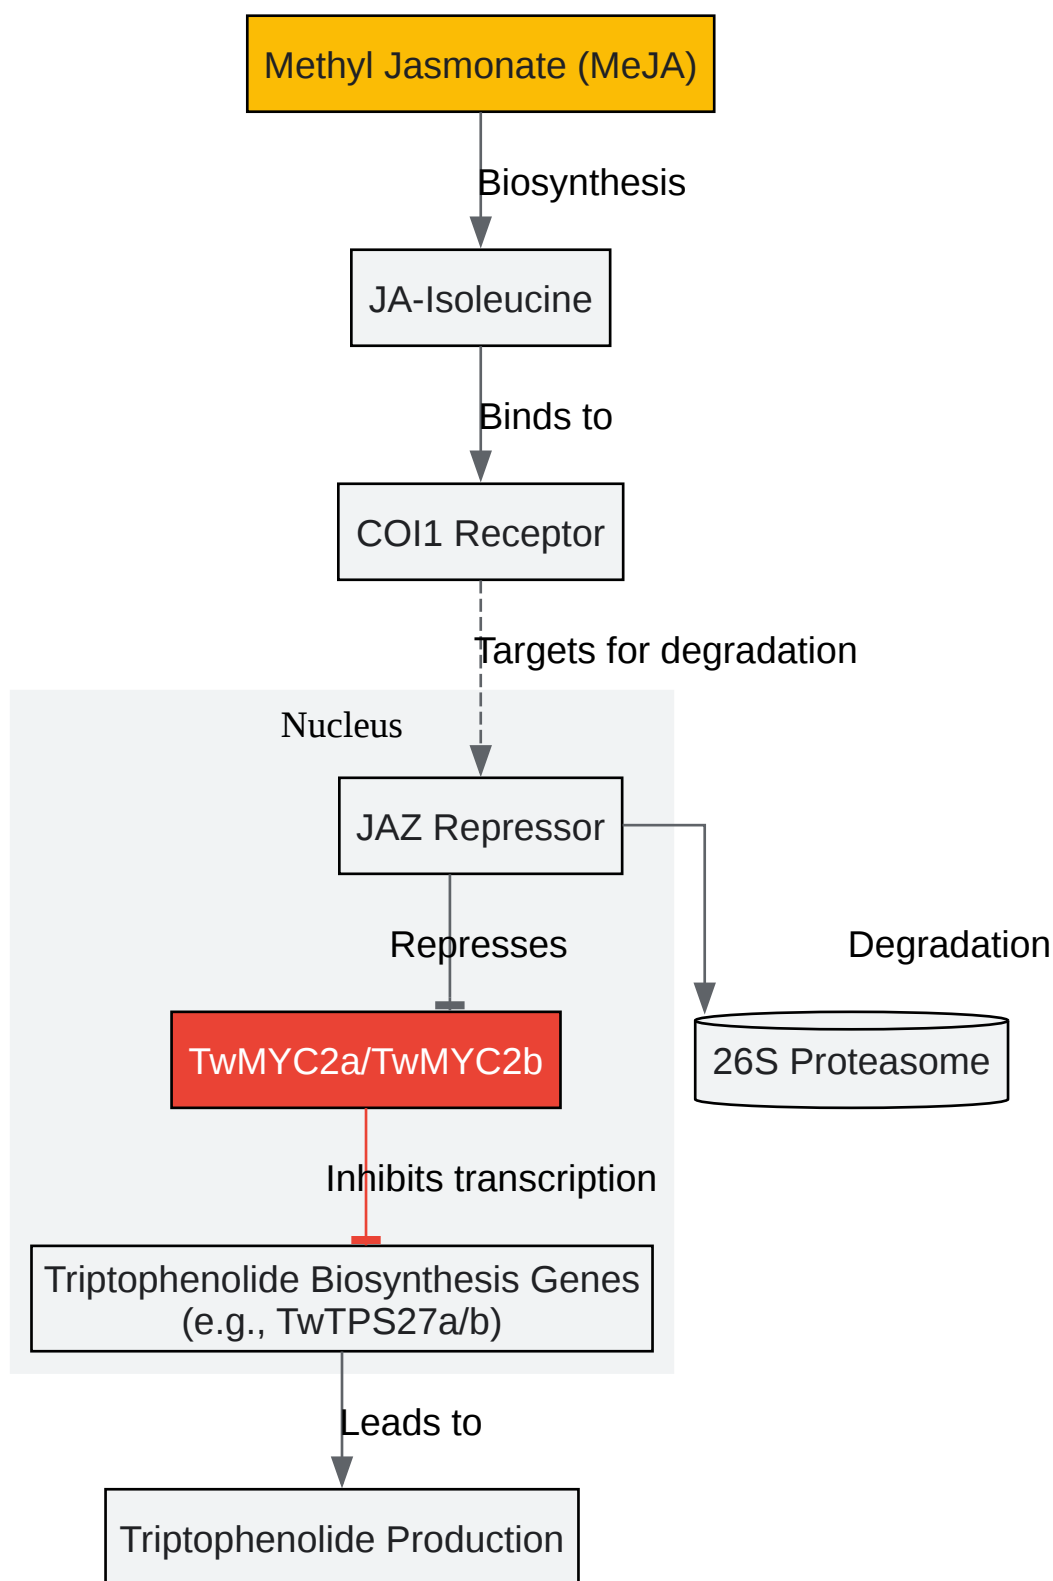 Methyl Jasmonate (MeJA)
Biosynthesis
JA-Isoleucine
Binds to
COI1 Receptor
Targets for degradation
Nucleus
JAZ Repressor
Represses
Degradation
TwMYC2a/TwMYC2b
26S Proteasome
Inhibits transcription
Triptophenolide Biosynthesis Genes
(e.g., TwTPS27a/b)
Leads to
Triptophenolide Production